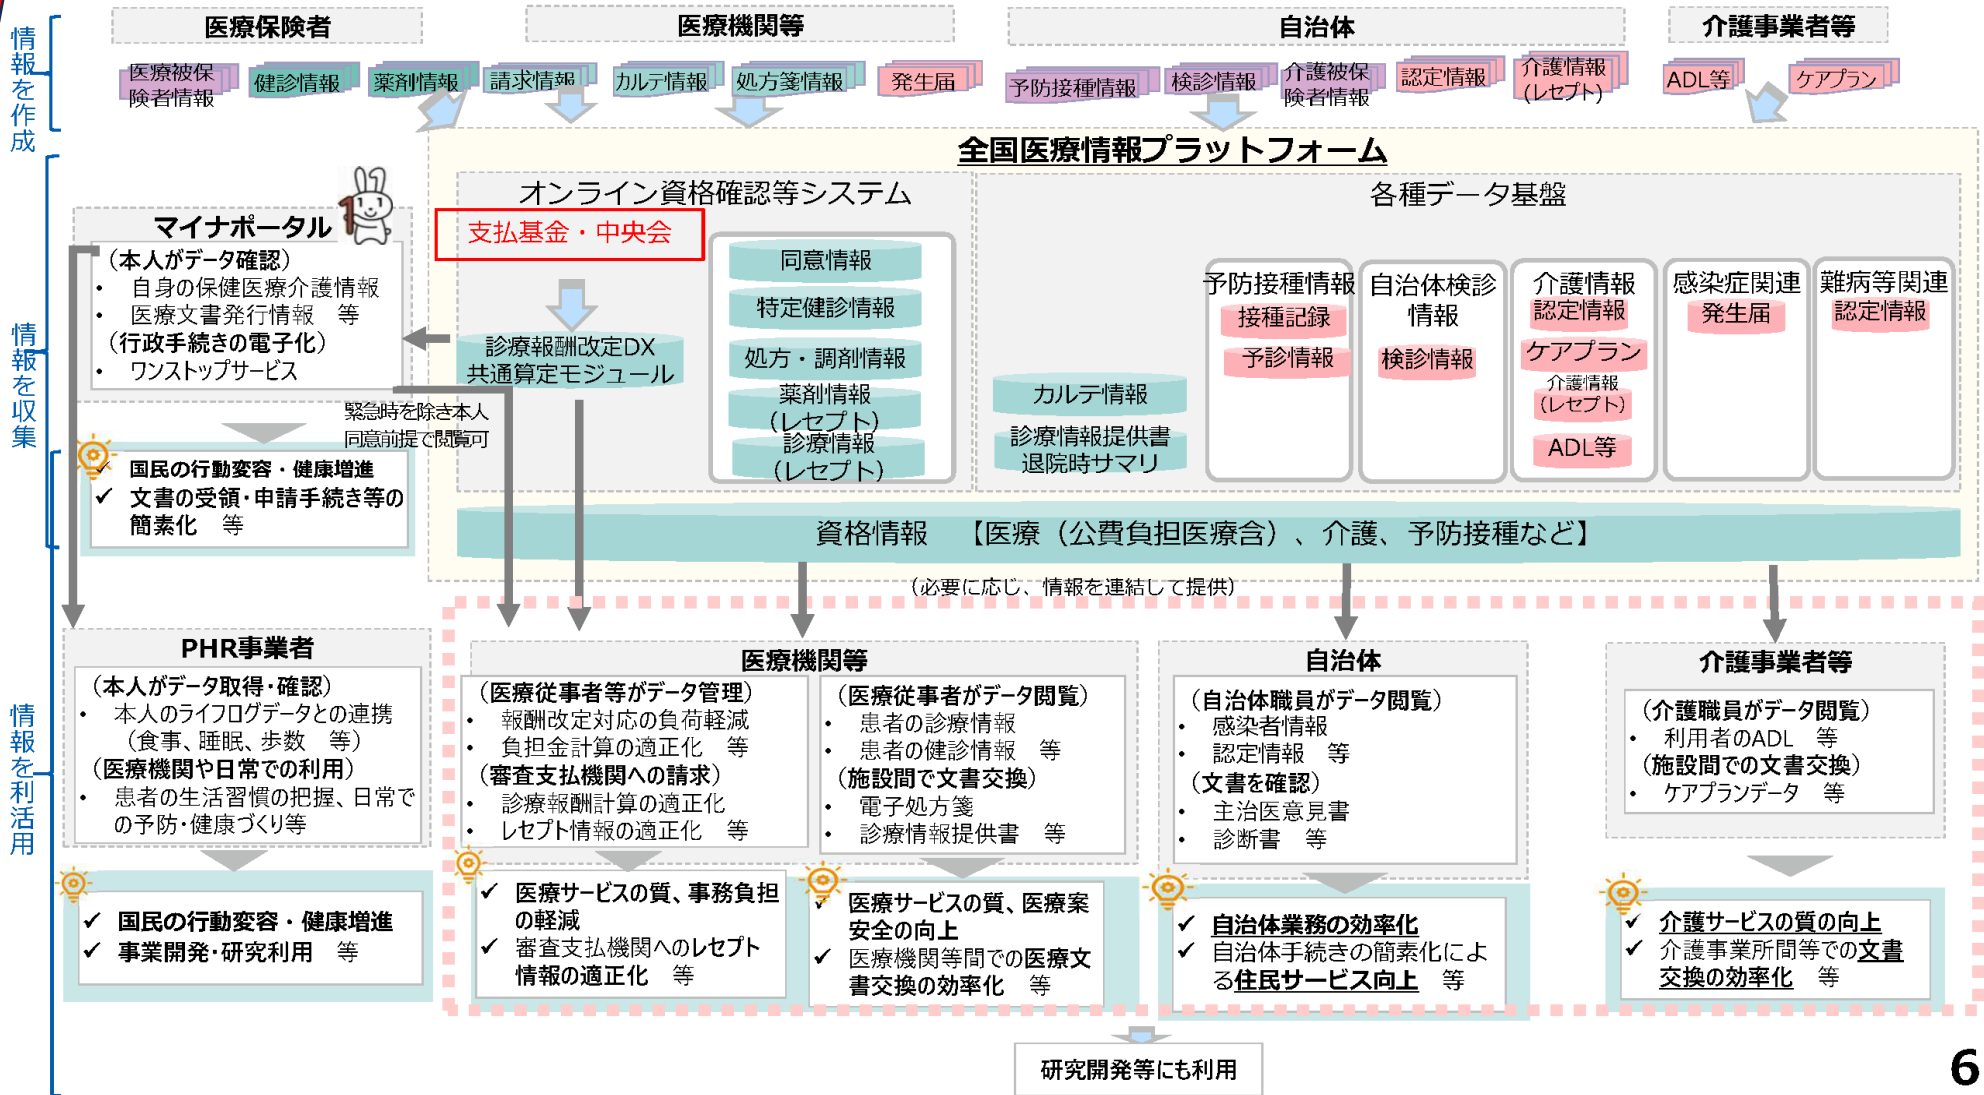 情報を作成
医療保険者
医療機関等
自治体
介護事業者等
医療被保
険者情報
健診情報
薬剤情報
請求情報
カルテ情報
処方箋情報
発生届
予防接種情報
検診情報
介護被保
険者情報
認定情報
介護情報
(レセプト)
ADL等
ケアプラン
情報を収集
全国医療情報プラットフォーム
マイナポータル
(本人がデータ確認)
・ 自身の保健医療介護情報
・ 医療文書発行情報 等
(行政手続きの電子化)
・ ワンストップサービス
緊急時を除き本人
同意前提で閲覧可
✓ 国民の行動変容・健康増進
✓ 文書の受領・申請手続き等の
簡素化 等
オンライン資格確認等システム
支払基金・中央会
診療報酬改定DX
共通算定モジュール
同意情報
特定健診情報
処方・調剤情報
薬剤情報
(レセプト)
診療情報
(レセプト)
各種データ基盤
カルテ情報
診療情報提供書
退院時サマリ
予防接種情報
接種記録
予診情報
自治体検診
情報
検診情報
介護情報
認定情報
ケアプラン
介護情報
(レセプト)
ADL等
感染症関連
発生届
難病等関連
認定情報
資格情報 【医療(公費負担医療含)、介護、予防接種など】
(必要に応じ、情報を連結して提供)
情報を利活用
PHR事業者
(本人がデータ取得・確認)
・ 本人のライフログデータとの連携
(食事、睡眠、歩数 等)
(医療機関や日常での利用)
・ 患者の生活習慣の把握、日常で
の予防・健康づくり等
✓ 国民の行動変容・健康増進
✓ 事業開発・研究利用 等
医療機関等
(医療従事者等がデータ管理)
・ 報酬改定対応の負荷軽減
・ 負担金計算の適正化 等
(審査支払機関への請求)
・ 診療報酬計算の適正化
・ レセプト情報の適正化 等
(医療従事者がデータ閲覧)
・ 患者の診療情報
・ 患者の健診情報 等
(施設間で文書交換)
・ 電子処方箋
・ 診療情報提供書 等
✓ 医療サービスの質、事務負担
の軽減
✓ 審査支払機関へのレセプト
情報の適正化 等
✓ 医療サービスの質、医療案
安全の向上
✓ 医療機関等間での医療文
書交換の効率化 等
自治体
(自治体職員がデータ閲覧)
・ 感染者情報
・ 認定情報 等
(文書を確認)
・ 主治医意見書
・ 診断書 等
✓ 自治体業務の効率化
✓ 自治体手続きの簡素化によ
る住民サービス向上 等
介護事業者等
(介護職員がデータ閲覧)
・ 利用者のADL 等
(施設間での文書交換)
・ ケアプランデータ 等
✓ 介護サービスの質の向上
✓ 介護事業所間等での文書
交換の効率化 等
研究開発等にも利用
6